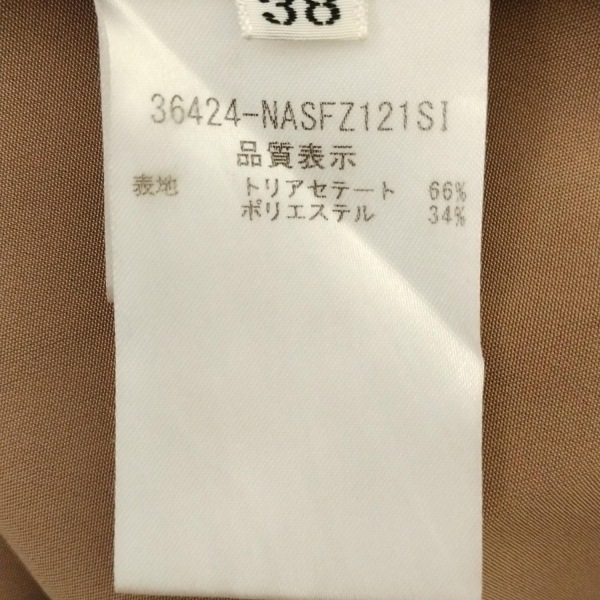 38
36424-NASFZ121SI
品質表示
表地 トリアセテート 66%
ポリエステル 34%